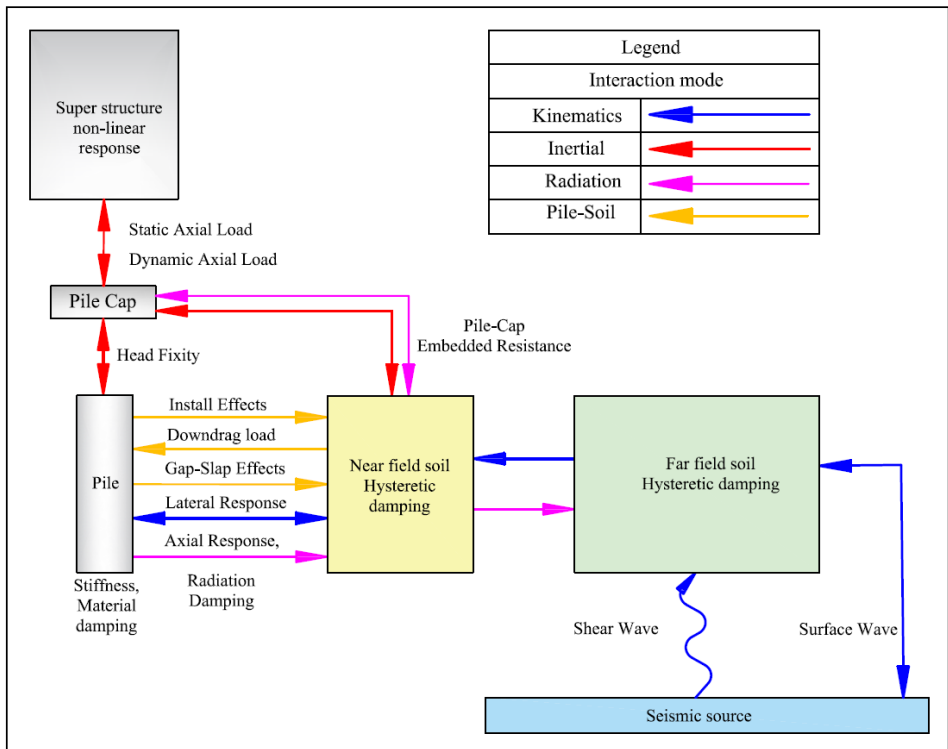 Super structure
non-linear
response
Legend
Interaction mode
Kinematics
Inertial
Radiation
Pile-Soil
Static Axial Load
Dynamic Axial Load
Pile Cap
Head Fixity
Pile-Cap
Embedded Resistance
Install Effects
Downdrag load
Gap-Slap Effects
Lateral Response
Axial Response,
Radiation
Damping
Pile
Stiffness,
Material
damping
Near field soil
Hysteretic
damping
Far field soil
Hysteretic damping
Shear Wave
Surface Wave
Seismic source